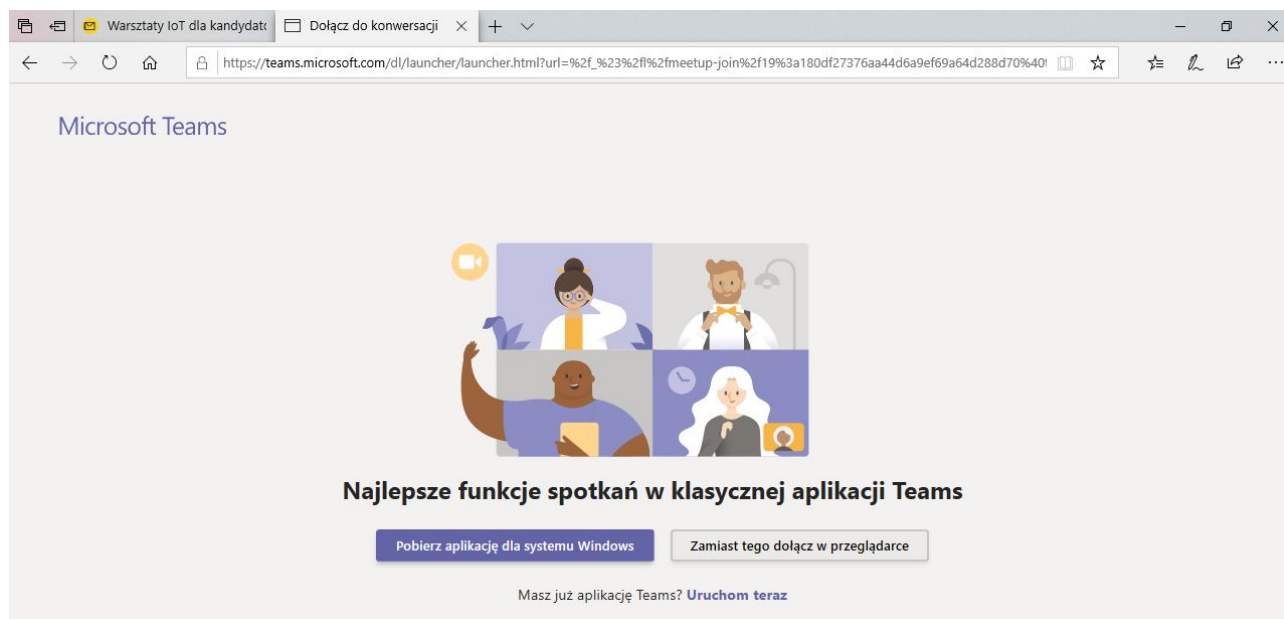 Warsztaty IoT dla kandydatc
Dołącz do konwersacji
https://teams.microsoft.com/dl/launcher/launcher.html?url=%2f_%23%2fl%2fmeetup-join%2f19%3a180df27376aa44d6a9ef69a64d288d70%40t
Microsoft Teams
Najlepsze funkcje spotkań w klasycznej aplikacji Teams
Pobierz aplikację dla systemu Windows
Zamiast tego dołącz w przeglądarce
Masz już aplikację Teams? Uruchom teraz